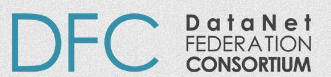 DFC
DataNet
FEDERATION
CONSORTIUM